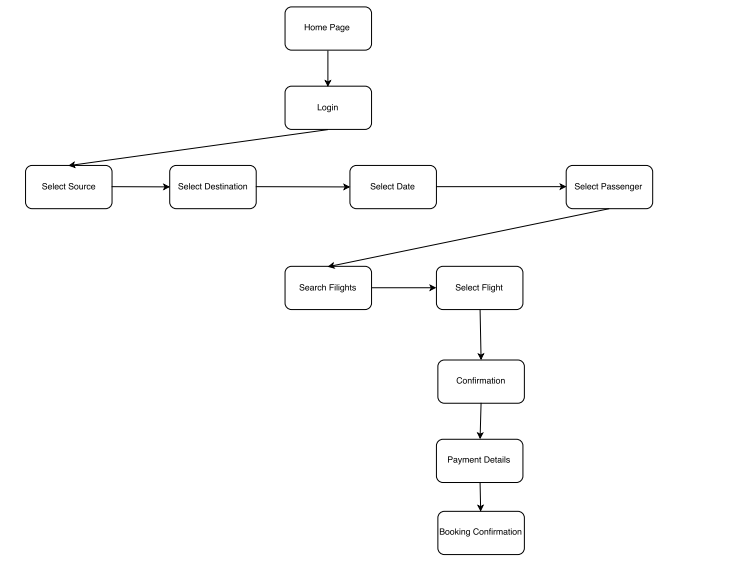 Home Page
Login
Select Source
Select Destination
Select Date
Select Passenger
Search Filights
Select Flight
Confirmation
Payment Details
Booking Confirmation